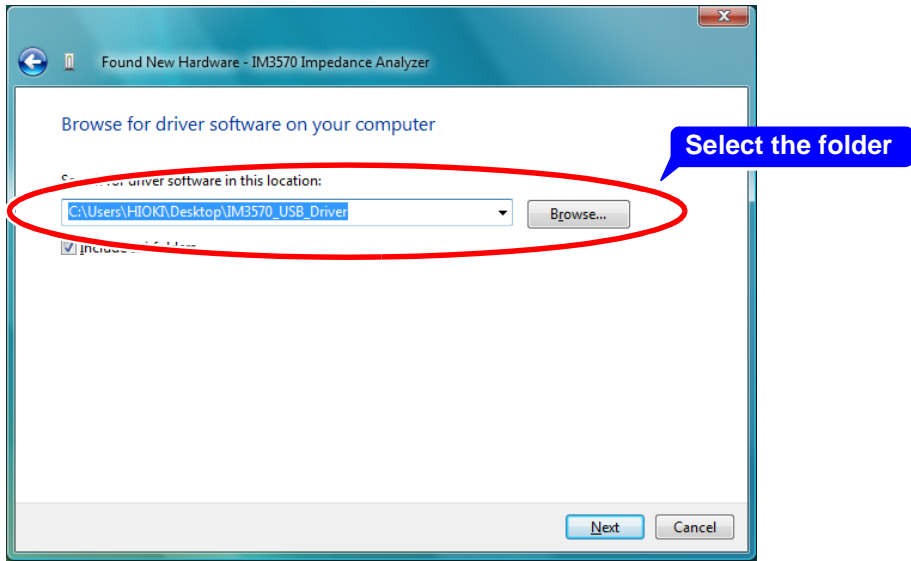 Found New Hardware - IM3570 Impedance Analyzer
Browse for driver software on your computer
Select the folder
for driver software in this location:
C:\Users\HIOKI\Desktop\IM3570_USB_Driver
Browse...
Include
Next
Cancel